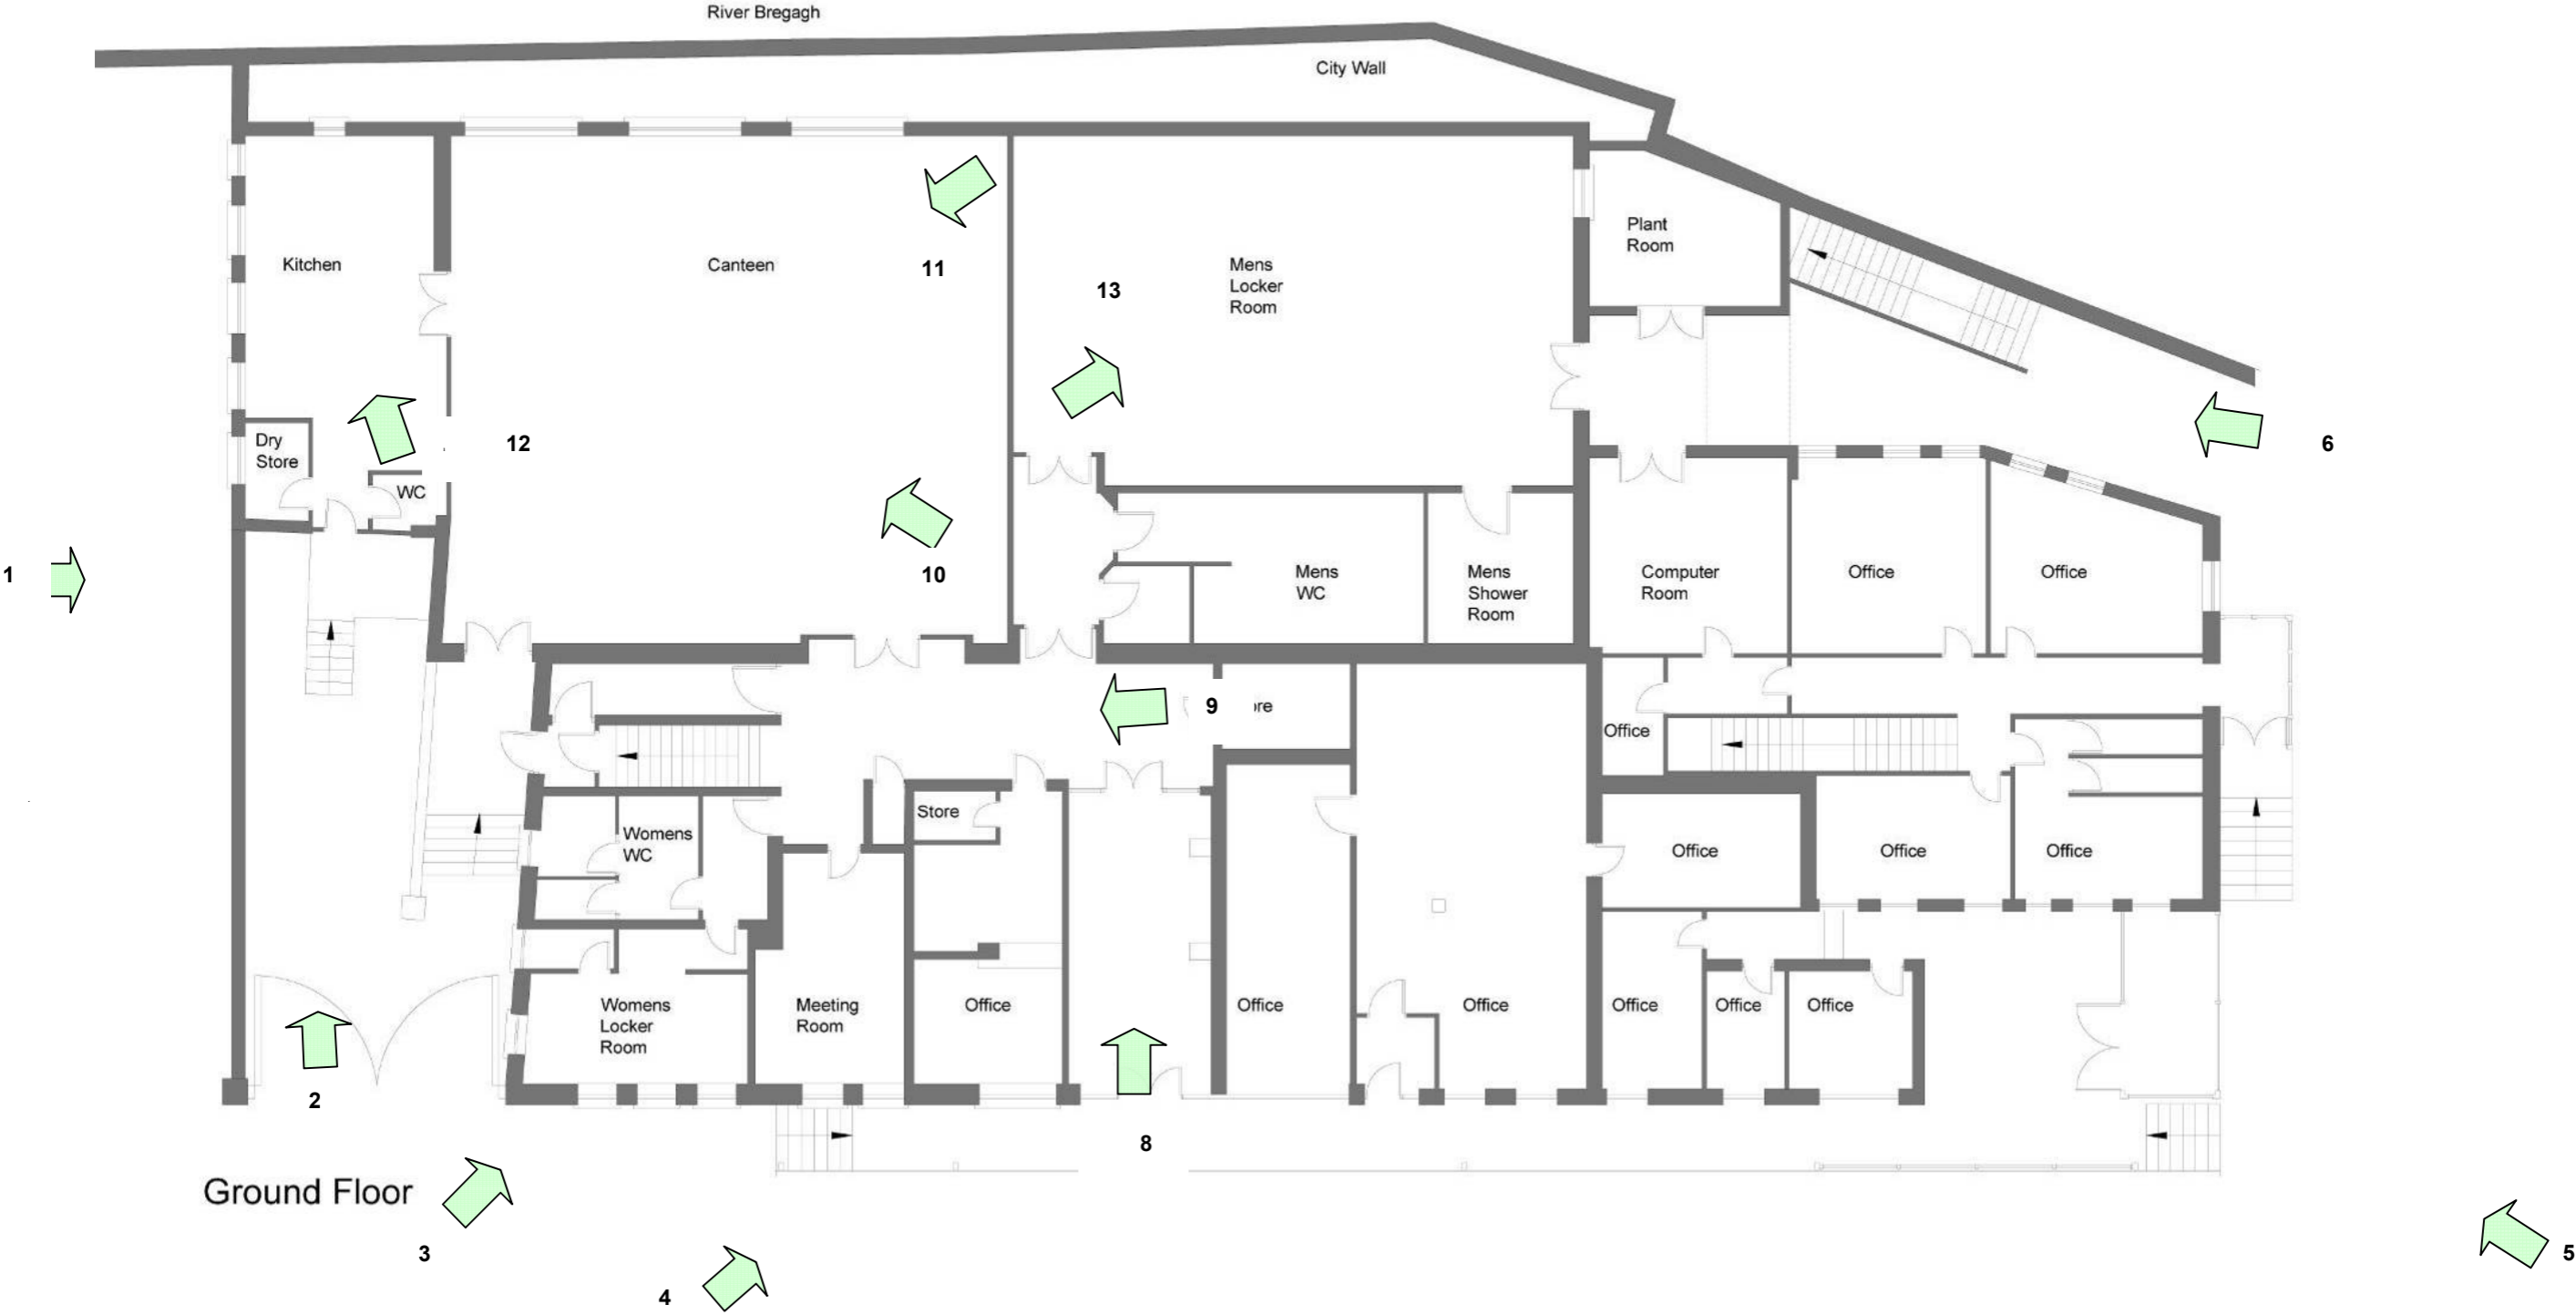 River Bregagh
City Wall
Plant
Room
Kitchen
Canteen
11
Mens
Locker
Room
13
Dry
Store
12
6
WC
1
10
Mens
WC
Mens
Shower
Room
Computer
Room
Office
Office
9
Office
Store
Womens
WC
Office
Office
Office
Womens
Locker
Room
Meeting
Room
Office
Office
Office
Office
Office
Office
2
8
Ground Floor
3
5
4